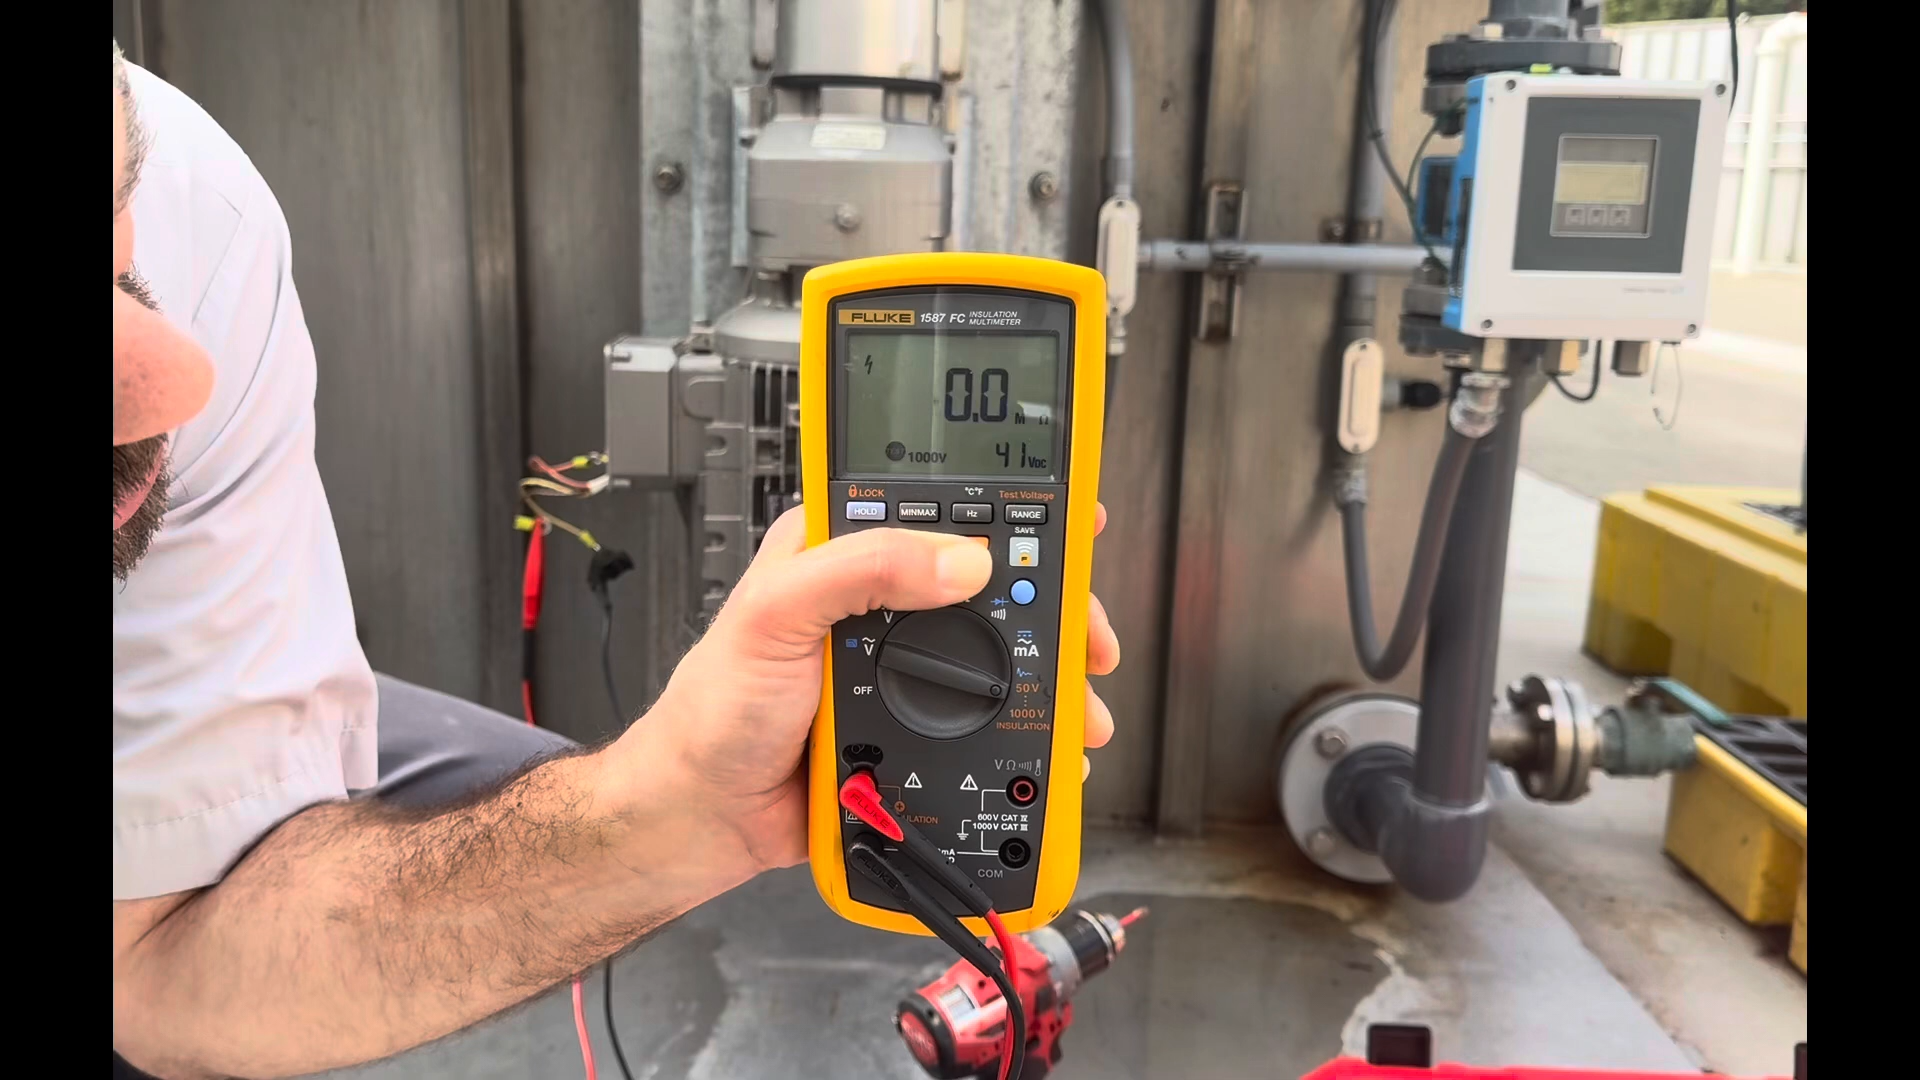 FLUKE 1587 FC INSULATION MULTIMETER
0.0 M Ω
1000V 41 VDC
LOCK °C°F Test Voltage
HOLD MINMAX Hz RANGE
SAVE
V
V
mA
OFF
50V
1000V
INSULATION
V Ω
600V CAT IV
1000V CAT III
COM
FLUKE
FLUKE